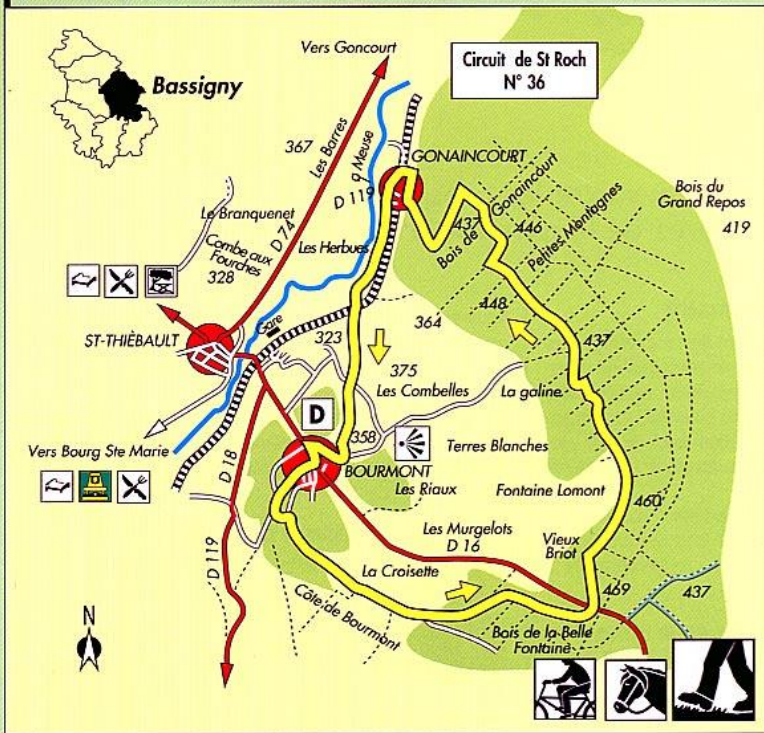 Bassigny
Vers Goncourt
Circuit de St Roch
N° 36
367
Les Barres
D 74
Meuse
D 119
GONAINCOURT
Le Branquenet
Combe aux
Fourches
328
Les Herbues
437
Bois de Gonaincourt
446
Petites Montagnes
Bois du
Grand Repos
419
448
ST-THIÈBAULT
Gare
323
364
437
375
Les Combelles
La galine
D
358
Vers Bourg Ste Marie
BOURMONT
Terres Blanches
Les Riaux
Fontaine Lomont
460
D 18
D 119
Les Murgelots
D 16
Vieux
Briot
La Croisette
469
437
Côte de Bourmont
Bois de la Belle
Fontaine
N